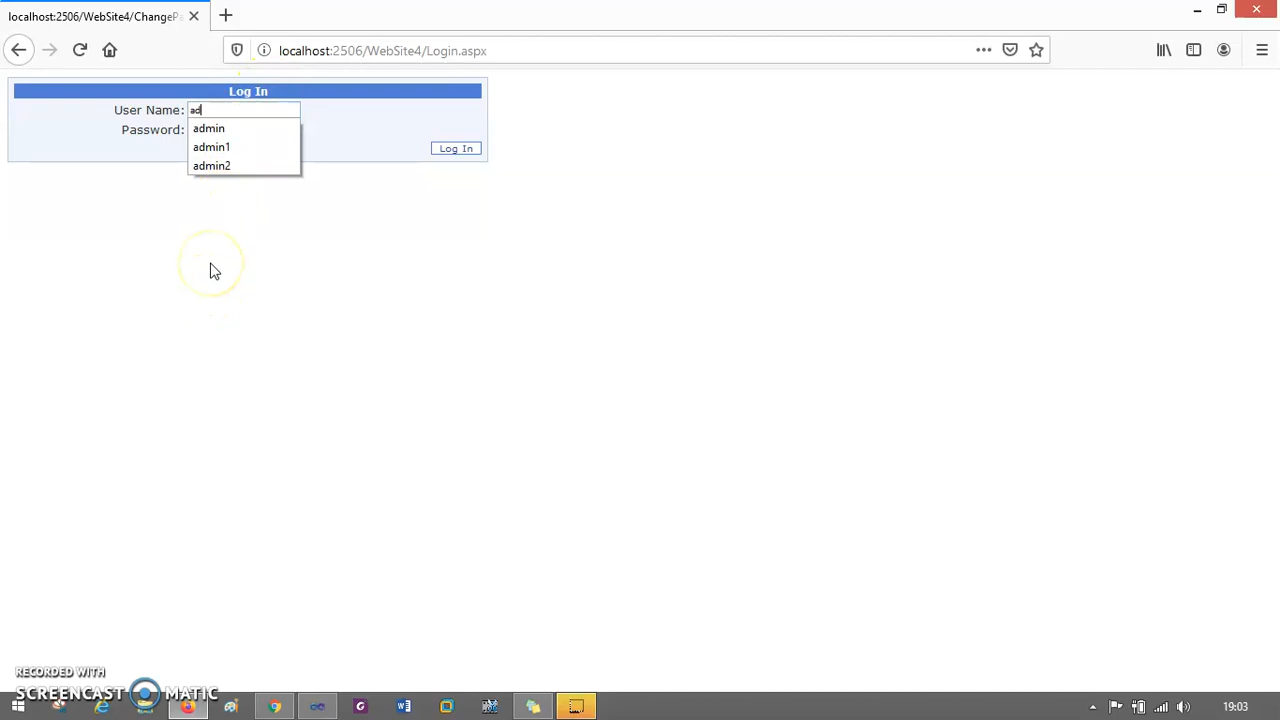 localhost:2506/WebSite4/ChangePa
localhost:2506/WebSite4/Login.aspx
Log In
User Name: ad
admin
Password:
admin1
Log In
admin2
RECORDED WITH
SCREENCAST MATIC
19:03